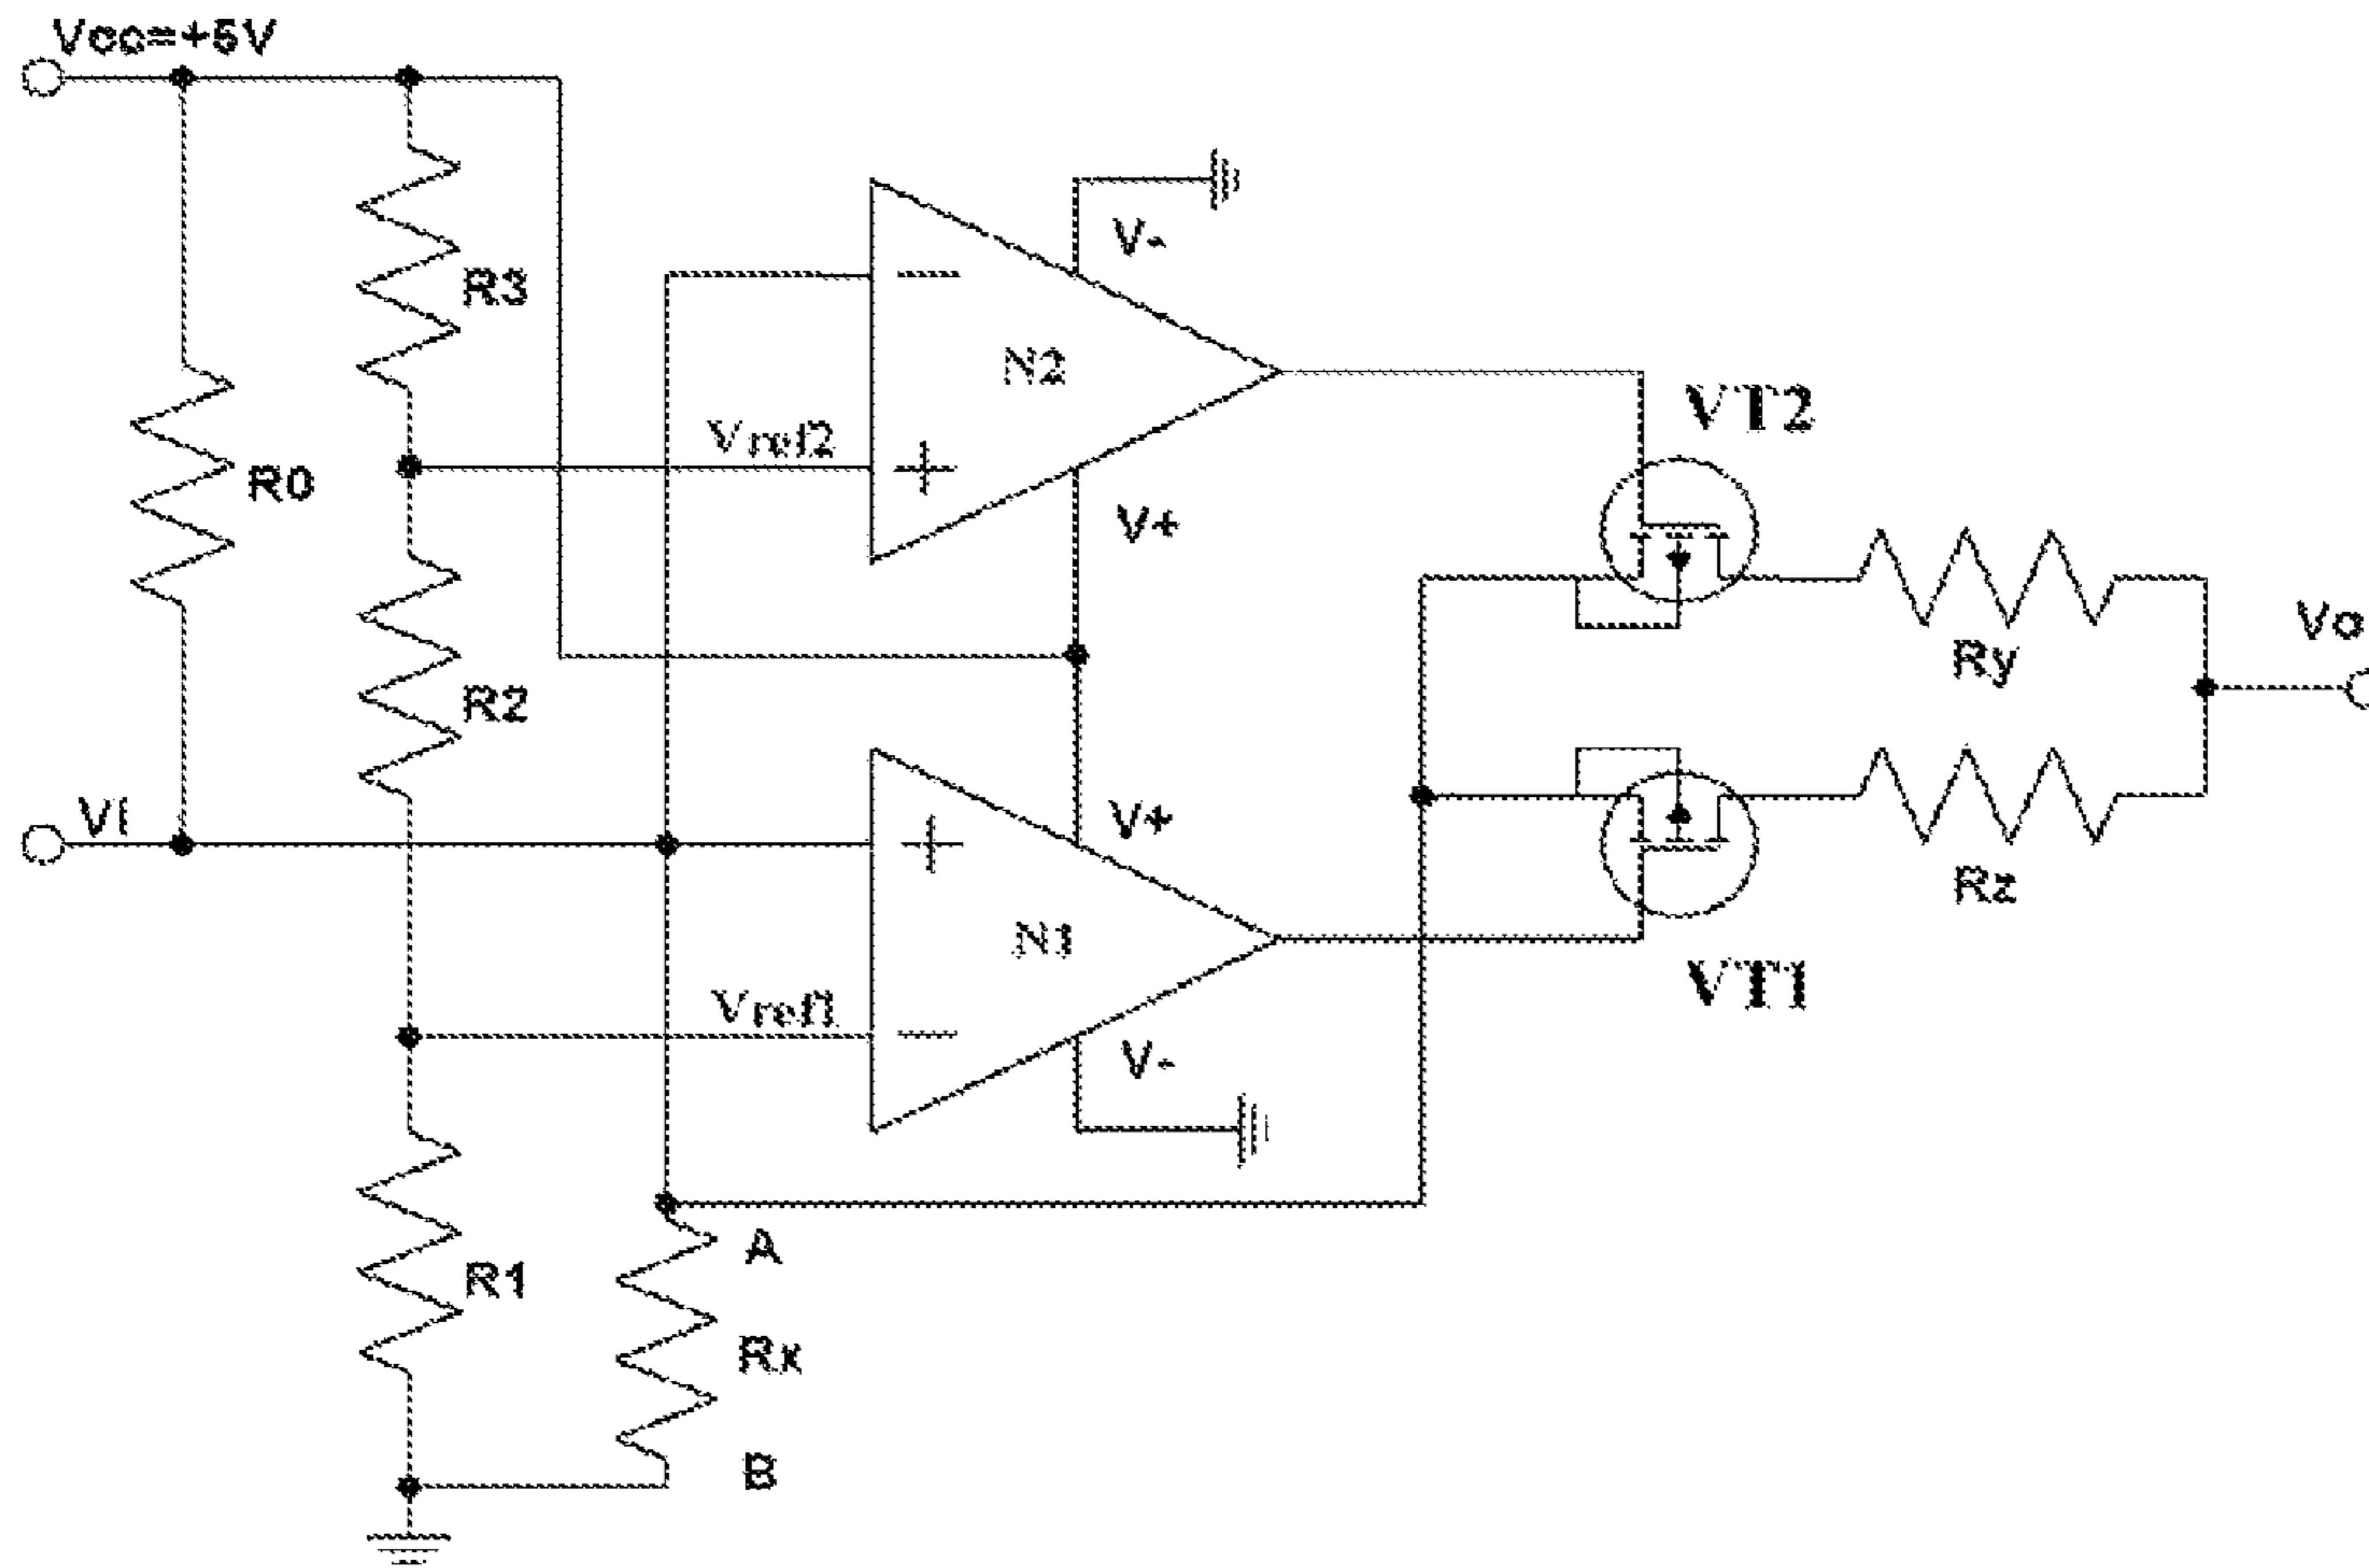 Vcc=+5V
V-
R3
N2
VT2
Vref2
R0
V+
Vo
Ry
R2
VI
V+
Rz
N1
VT1
Vref1
V-
A
R1
Rx
B